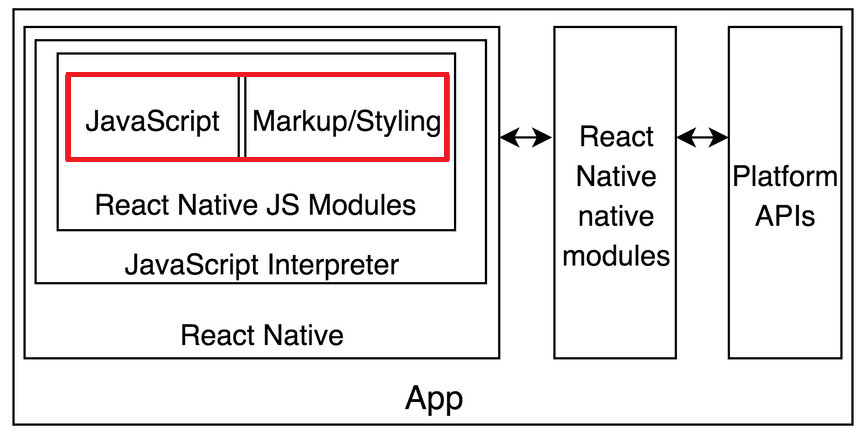 JavaScript
Markup/Styling
React Native JS Modules
JavaScript Interpreter
React Native
React
Native
native
modules
Platform
APIs
App